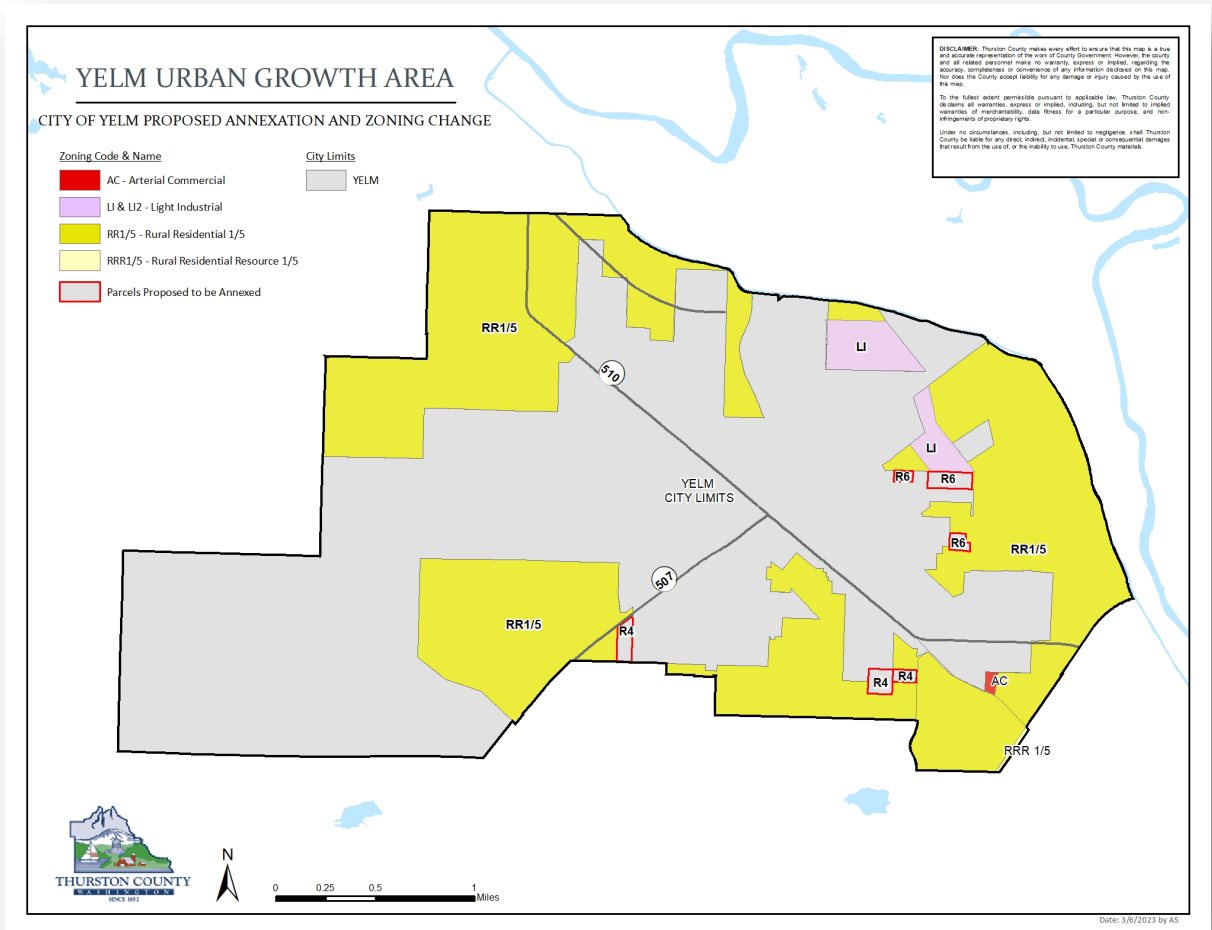 YELM URBAN GROWTH AREA
CITY OF YELM PROPOSED ANNEXATION AND ZONING CHANGE
Zoning Code & Name
AC - Arterial Commercial
LI & LI2 - Light Industrial
RR1/5 - Rural Residential 1/5
RRR1/5 - Rural Residential Resource 1/5
Parcels Proposed to be Annexed
City Limits
YELM
DISCLAIMER: Thurston County makes every effort to ensure that this map is a true
and accurate representation of the work of County Government. However, the county
and all related personnel make no warranty, express or implied, regarding the
accuracy, completeness or convenience of any information disclosed on this map.
Nor does the County accept liability for any damage or injury caused by the use of
this map.
To the fullest extent permissible pursuant to applicable law, Thurston County
disclaims all warranties, express or implied, including, but not limited to implied
warranties of merchantability, data fitness for a particular purpose, and non-
infringements of proprietary rights.
Under no circumstances, including, but not limited to negligence, shall Thurston
County be liable for any direct, indirect, incidental, special or consequential damages
that result from the use of, or the inability to use, Thurston County materials.
RR1/5
LI
510
LI
R6
R6
YELM
CITY LIMITS
R6
RR1/5
507
RR1/5
R4
R4
R4
AC
RRR 1/5
THURSTON COUNTY
WASHINGTON
SINCE 1852
N
0 0.25 0.5 1
Miles
Date: 3/6/2023 by AS